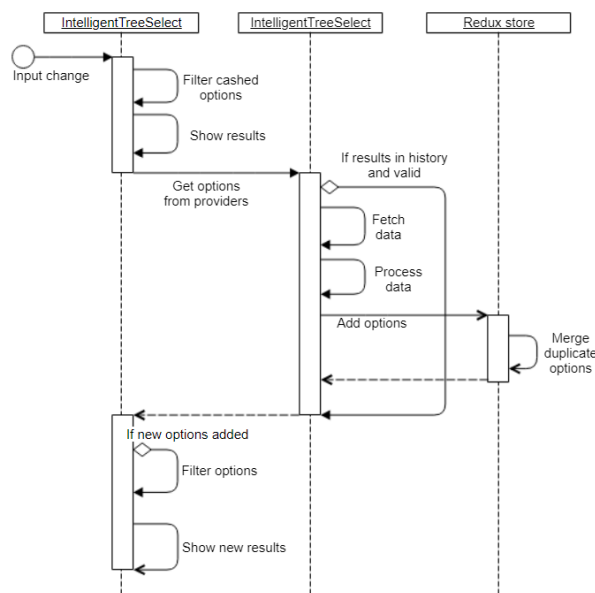 IntelligentTreeSelect
IntelligentTreeSelect
Redux store
Input change
Filter cashed
options
Show results
If results in history
and valid
Get options
from providers
Fetch
data
Process
data
Add options
Merge
duplicate
options
If new options added
Filter options
Show new results